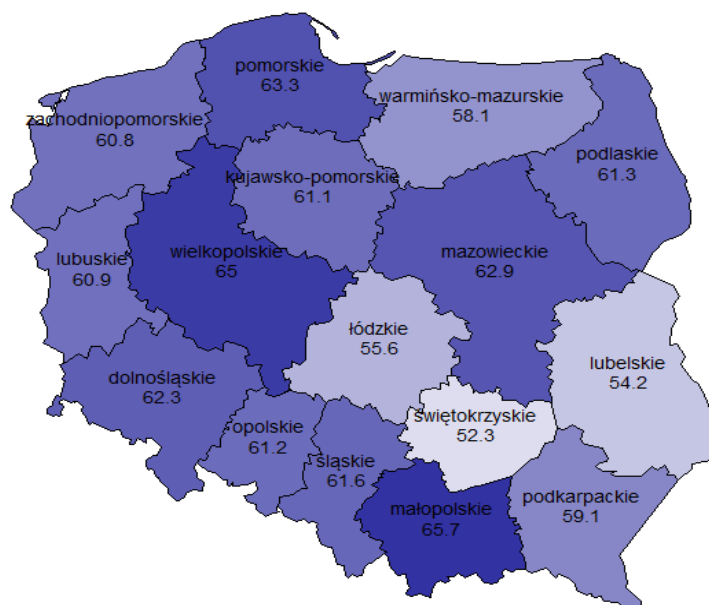 pomorskie
63.3
warmińsko-mazurskie
58.1
zachodniopomorskie
60.8
podlaskie
61.3
kujawsko-pomorskie
61.1
wielkopolskie
65
mazowieckie
62.9
lubuskie
60.9
łódzkie
55.6
lubelskie
54.2
dolnośląskie
62.3
świętokrzyskie
52.3
opolskie
61.2
śląskie
61.6
małopolskie
65.7
podkarpackie
59.1